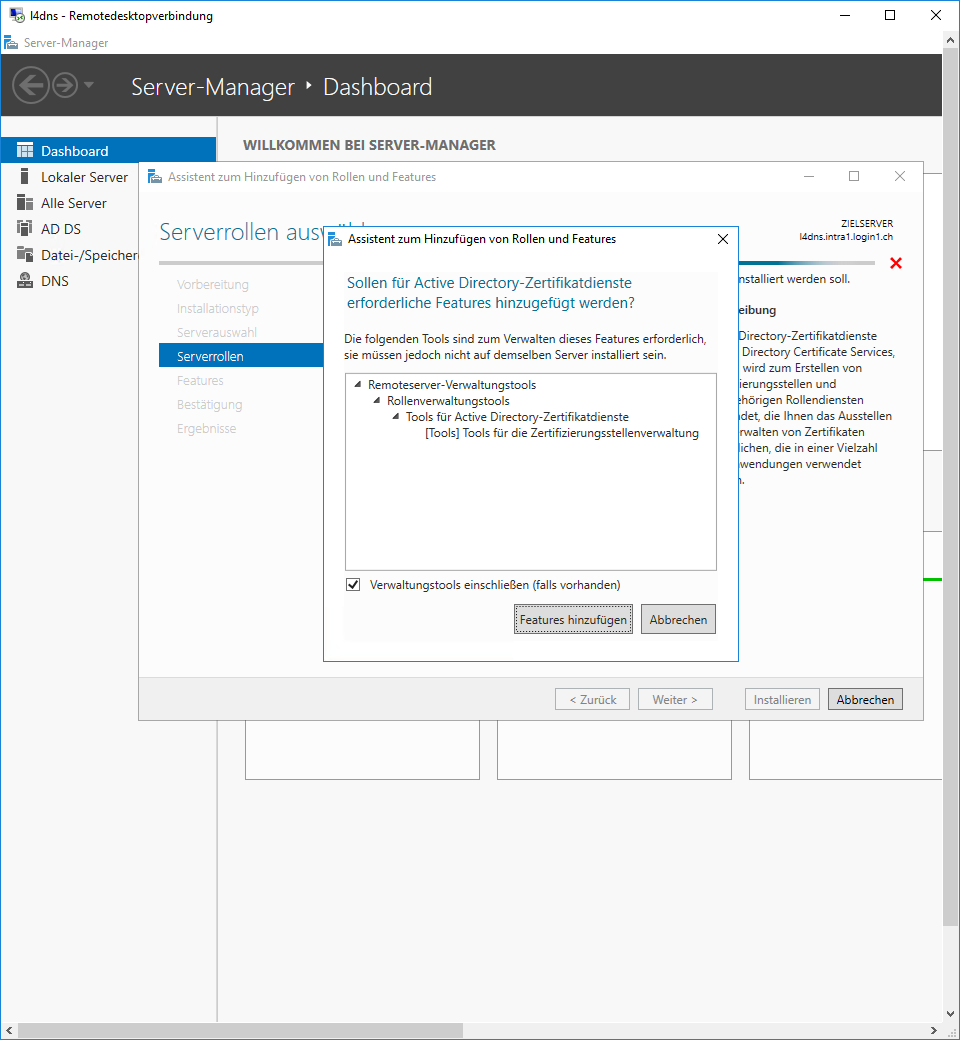 l4dns - Remotedesktopverbindung
Server-Manager
Server-Manager ‣ Dashboard
Dashboard
Lokaler Server
Alle Server
AD DS
Datei-/Speicher
DNS
WILLKOMMEN BEI SERVER-MANAGER
Assistent zum Hinzufügen von Rollen und Features
Serverrollen
ZIELSERVER
l4dns.intra1.login1.ch
Vorbereitung
Installationstyp
Serverauswahl
Serverrollen
Features
Bestätigung
Ergebnisse
Assistent zum Hinzufügen von Rollen und Features
Sollen für Active Directory-Zertifikatdienste
erforderliche Features hinzugefügt werden?
Die folgenden Tools sind zum Verwalten dieses Features erforderlich,
sie müssen jedoch nicht auf demselben Server installiert sein.
Remoteserver-Verwaltungstools
Rollenverwaltungstools
Tools für Active Directory-Zertifikatdienste
[Tools] Tools für die Zertifizierungsstellenverwaltung
Verwaltungstools einschließen (falls vorhanden)
Features hinzufügen
Abbrechen
nstalliert werden soll.
eibung
Directory-Zertifikatdienste
Directory Certificate Services,
wird zum Erstellen von
ierungsstellen und
ehörigen Rollendiensten
det, die Ihnen das Ausstellen
erwalten von Zertifikaten
lichen, die in einer Vielzahl
wendungen verwendet
n.
< Zurück
Weiter >
Installieren
Abbrechen